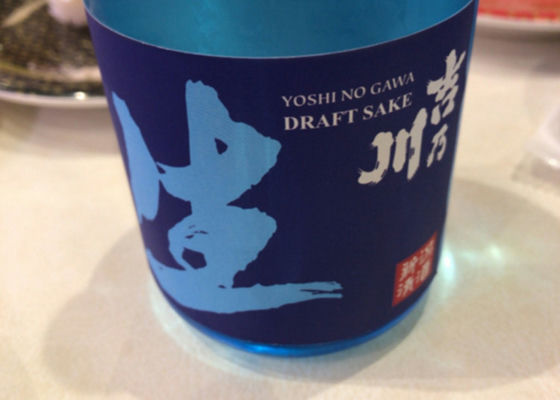 生
YOSHI NO GAWA
DRAFT SAKE
吉乃川